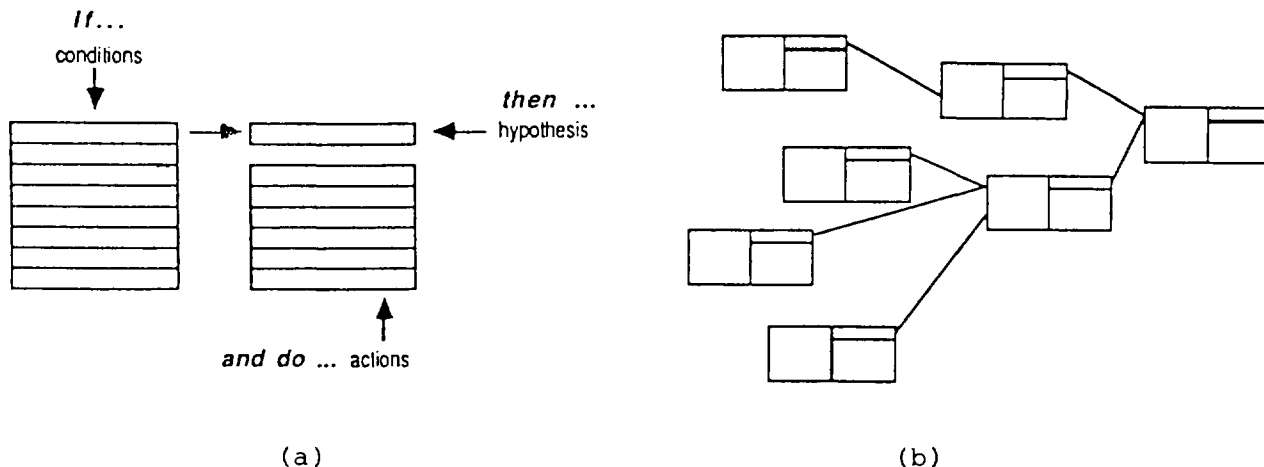 If...
conditions
then ...
hypothesis
and do ... actions
(a)
(b)